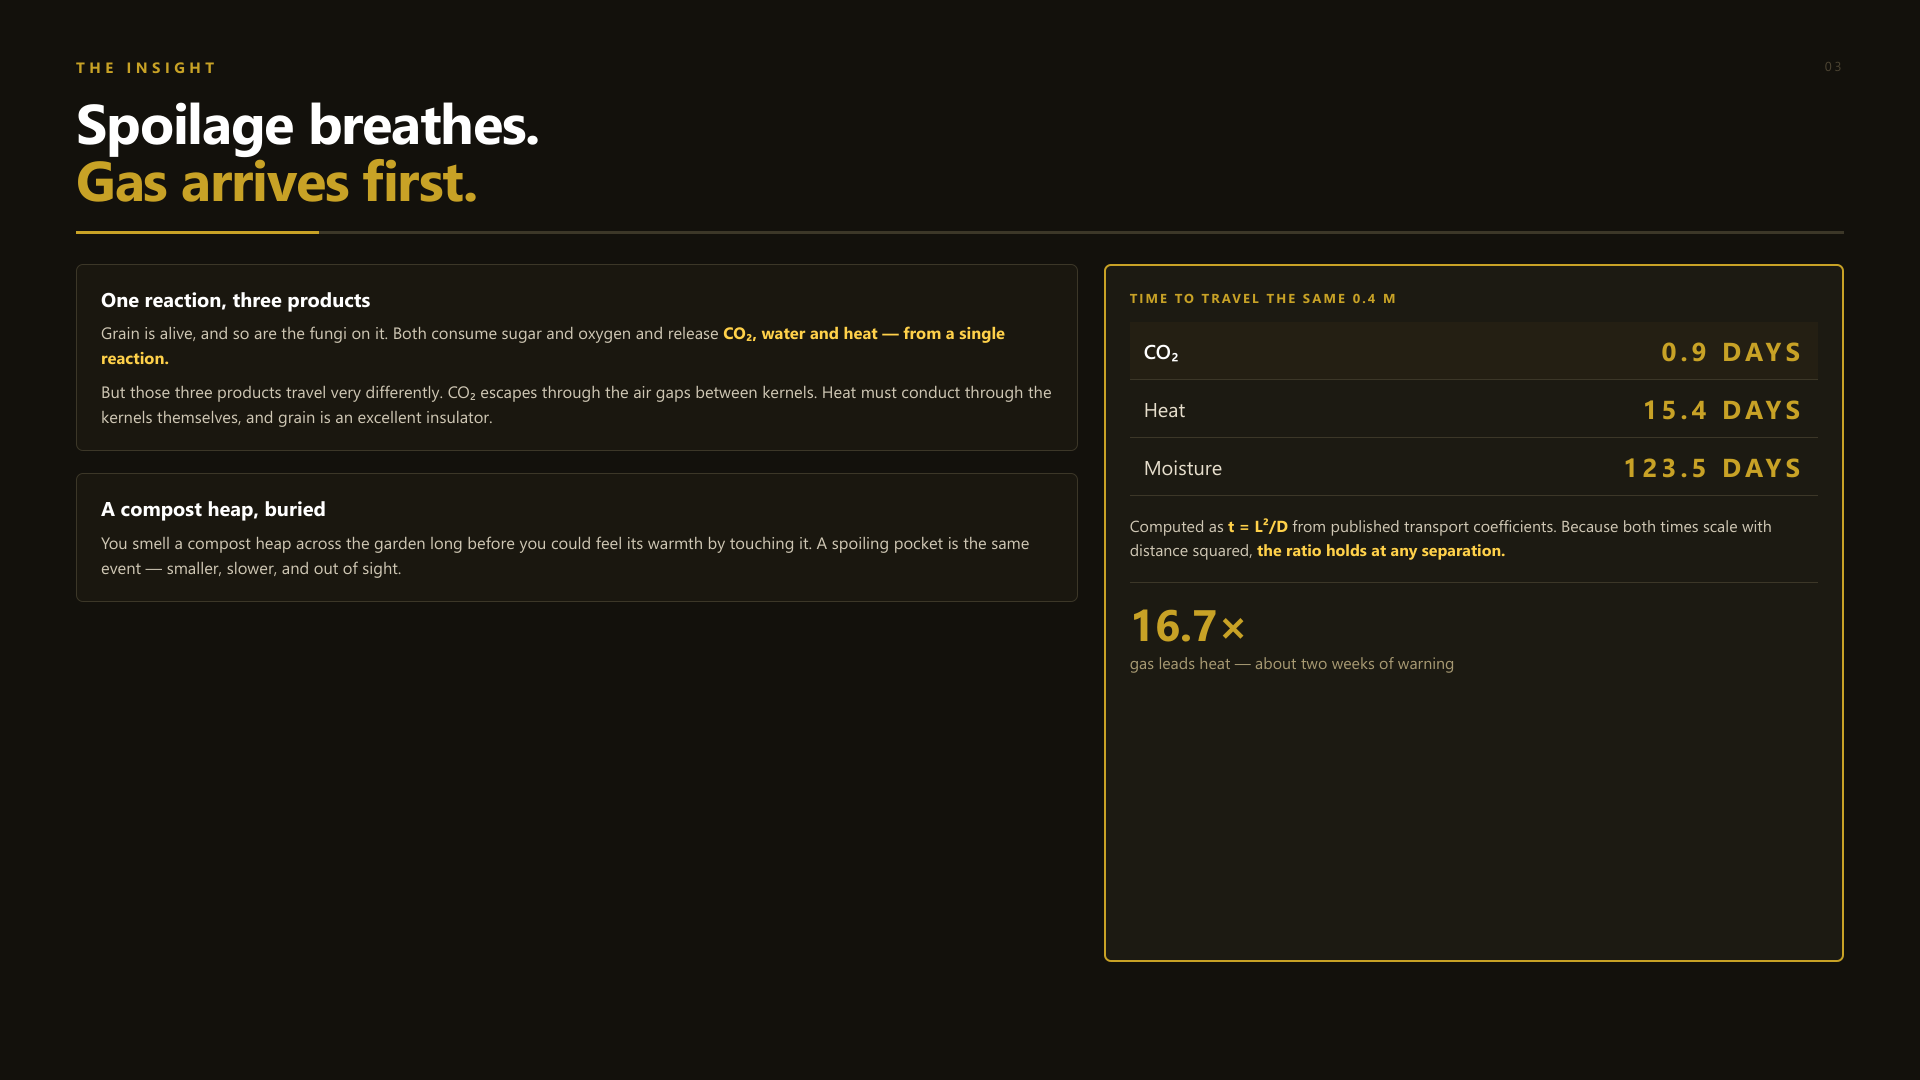 THE INSIGHT
03
Spoilage breathes.
Gas arrives first.
One reaction, three products
Grain is alive, and so are the fungi on it. Both consume sugar and oxygen and release CO₂, water and heat — from a single
reaction.
But those three products travel very differently. CO₂ escapes through the air gaps between kernels. Heat must conduct through the
kernels themselves, and grain is an excellent insulator.
A compost heap, buried
You smell a compost heap across the garden long before you could feel its warmth by touching it. A spoiling pocket is the same
event — smaller, slower, and out of sight.
TIME TO TRAVEL THE SAME 0.4 M
CO₂ 0.9 DAYS
Heat 15.4 DAYS
Moisture 123.5 DAYS
Computed as t = L²/D from published transport coefficients. Because both times scale with
distance squared, the ratio holds at any separation.
16.7×
gas leads heat — about two weeks of warning